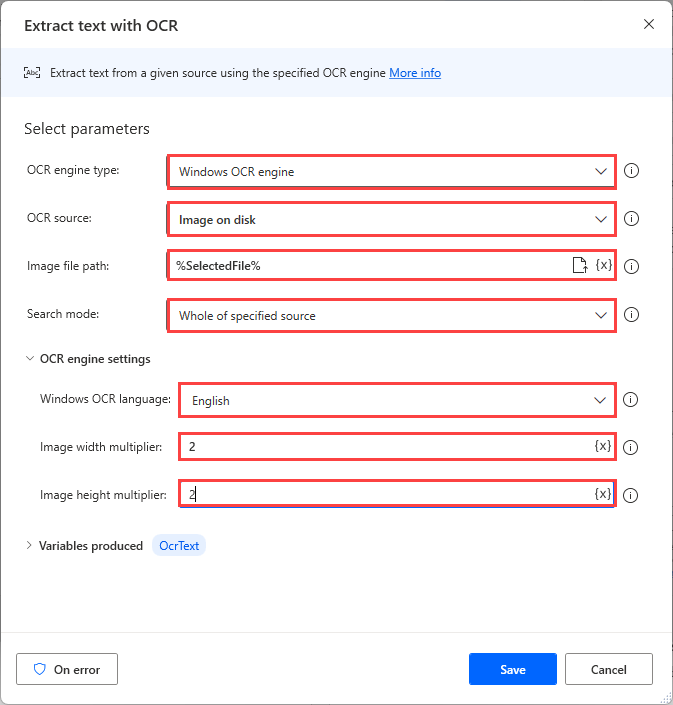 Extract text with OCR
Abc Extract text from a given source using the specified OCR engine More info
Select parameters
OCR engine type: Windows OCR engine
OCR source: Image on disk
Image file path: %SelectedFile% {x}
Search mode: Whole of specified source
OCR engine settings
Windows OCR language: English
Image width multiplier: 2 {x}
Image height multiplier: 2 {x}
Variables produced OcrText
On error Save Cancel